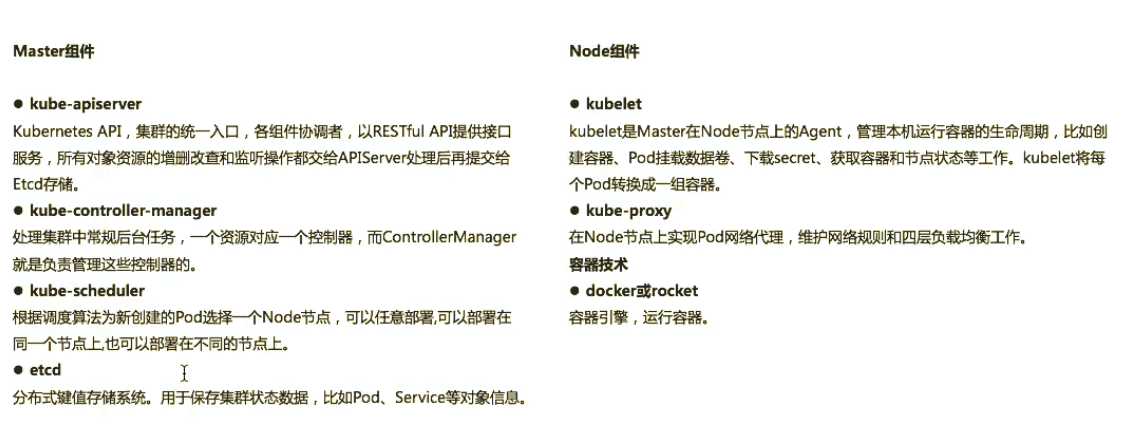 Master组件
● kube-apiserver
Kubernetes API，集群的统一入口，各组件协调者，以RESTful API提供接口
服务，所有对象资源的增删改查和监听操作都交给APIServer处理后再提交给
Etcd存储。
● kube-controller-manager
处理集群中常规后台任务，一个资源对应一个控制器，而ControllerManager
就是负责管理这些控制器的。
● kube-scheduler
根据调度算法为新创建的Pod选择一个Node节点，可以任意部署,可以部署在
同一个节点上,也可以部署在不同的节点上。
● etcd
分布式键值存储系统。用于保存集群状态数据，比如Pod、Service等对象信息。
Node组件
● kubelet
kubelet是Master在Node节点上的Agent，管理本机运行容器的生命周期，比如创
建容器、Pod挂载数据卷、下载secret、获取容器和节点状态等工作。kubelet将每
个Pod转换成一组容器。
● kube-proxy
在Node节点上实现Pod网络代理，维护网络规则和四层负载均衡工作。
容器技术
● docker或rocket
容器引擎，运行容器。